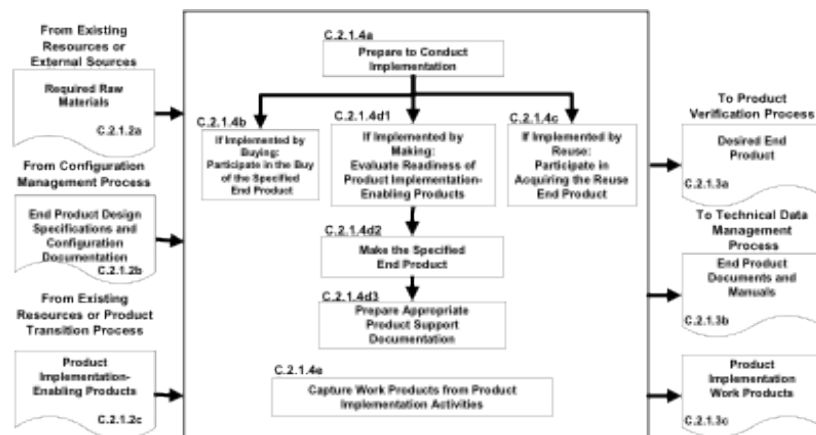 From Existing
Resources or
External Sources
Required Raw
Materials
C.2.1.2a
From Configuration
Management Process
End Product Design
Specifications and
Configuration
Documentation
C.2.1.2b
From Existing
Resources or Product
Transition Process
Product
Implementation-
Enabling Products
C.2.1.2c
C.2.1.4a
Prepare to Conduct
Implementation
C.2.1.4b
If Implemented by
Buying:
Participate in the Buy
of the Specified
End Product
C.2.1.4d1
If Implemented by
Making:
Evaluate Readiness of
Product Implementation-
Enabling Products
C.2.1.4c
If Implemented by
Reuse:
Participate in
Acquiring the Reuse
End Product
C.2.1.4d2
Make the Specified
End Product
C.2.1.4d3
Prepare Appropriate
Product Support
Documentation
C.2.1.4e
Capture Work Products from Product
Implementation Activities
To Product
Verification Process
Desired End
Product
C.2.1.3a
To Technical Data
Management
Process
End Product
Documents and
Manuals
C.2.1.3b
Product
Implementation
Work Products
C.2.1.3c